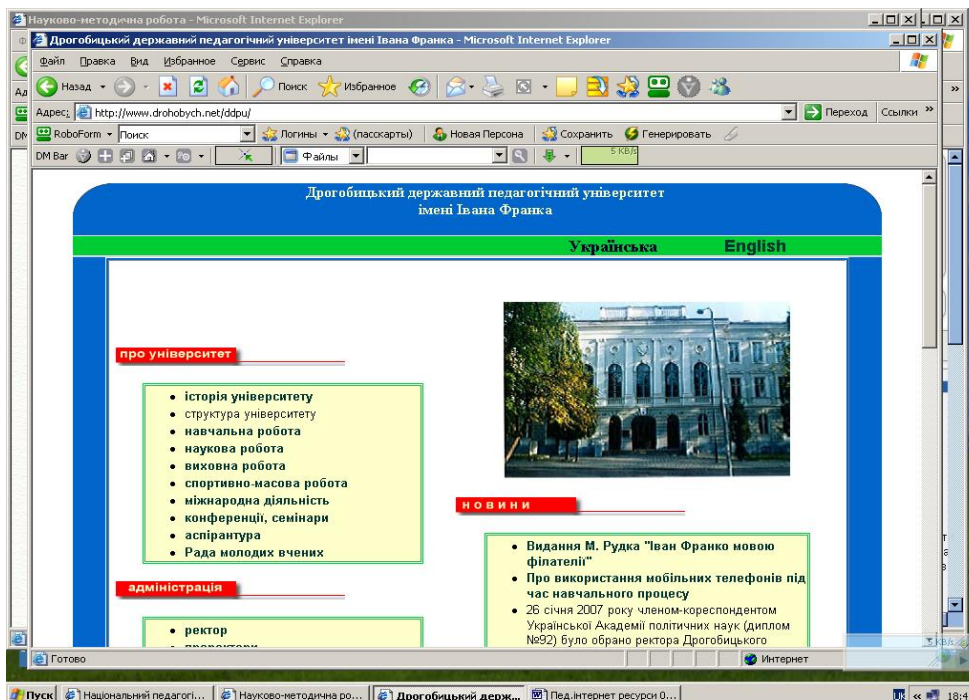 Науково-методична робота - Microsoft Internet Explorer
Дрогобицький державний педагогічний університет імені Івана Франка - Microsoft Internet Explorer
Файл Правка Вид Избранное Сервис Справка
Назад Поиск Избранное
Адрес: http://www.drohobych.net/ddpu/ Переход Ссылки »
RoboForm Поиск Логины (пасскарты) Новая Персона Сохранить Генерировать
DM Bar Файлы 5 KB/s
Дрогобицький державний педагогічний університет
імені Івана Франка
Українська English
про університет
історія університету
структура університету
навчальна робота
наукова робота
виховна робота
спортивно-масова робота
міжнародна діяльність
конференції, семінари
аспірантура
Рада молодих вчених
адміністрація
ректор
проректори
новини
Видання М. Рудка "Іван Франко мовою
філателії"
Про використання мобільних телефонів під
час навчального процесу
26 січня 2007 року членом-кореспондентом
Української Академії політичних наук (диплом
№92) було обрано ректора Дрогобицького
Готово Интернет
Пуск Національний педагогі... Науково-методична ро... Дрогобицький держ... Пед.інтернет ресурси 0... UK « 18:4